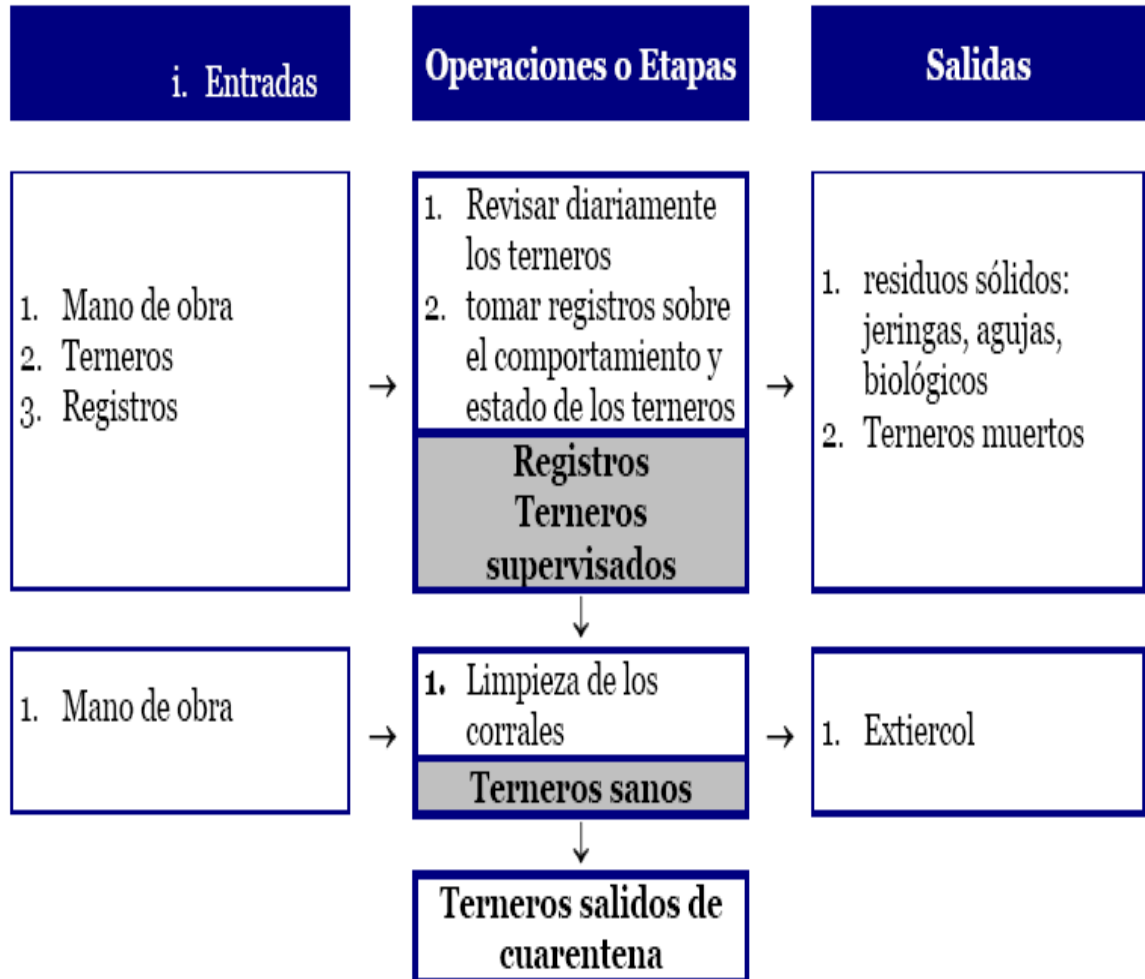 i. Entradas
Operaciones o Etapas
Salidas
1. Mano de obra
2. Terneros
3. Registros
→
1. Revisar diariamente
los terneros
2. tomar registros sobre
el comportamiento y
estado de los terneros
Registros
Terneros
supervisados
→
1. residuos sólidos:
jeringas, agujas,
biológicos
2. Terneros muertos
↓
1. Mano de obra
→
1. Limpieza de los
corrales
Terneros sanos
→
1. Extiercol
↓
Terneros salidos de
cuarentena